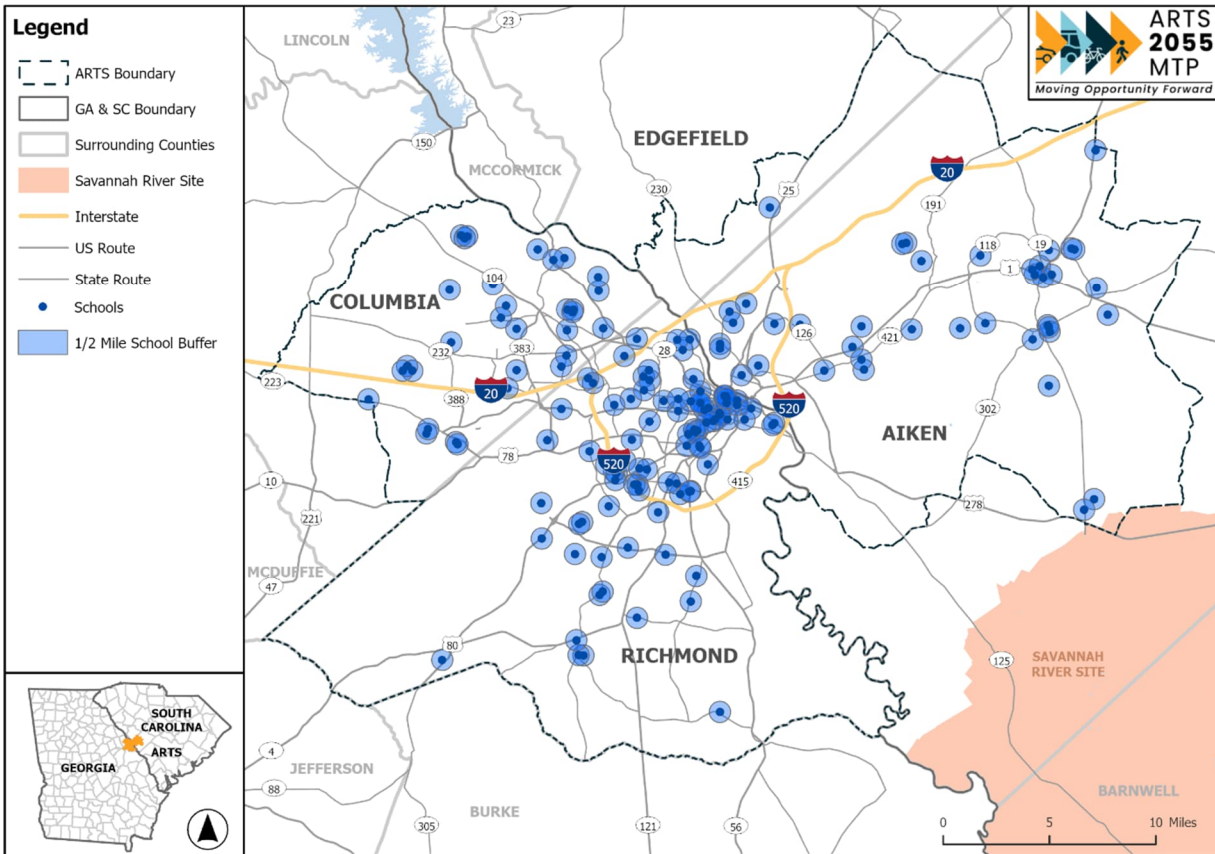 Legend
ARTS Boundary
GA & SC Boundary
Surrounding Counties
Savannah River Site
Interstate
US Route
State Route
Schools
1/2 Mile School Buffer
ARTS
2055
MTP
Moving Opportunity Forward
23
LINCOLN
EDGEFIELD
150
MCCORMICK
20
230
25
191
118
19
1
104
COLUMBIA
126
421
28
232
383
223
20
388
302
520
AIKEN
78
520
415
10
278
221
MCDUFFIE
47
80
RICHMOND
125
SAVANNAH
RIVER SITE
4
JEFFERSON
88
BURKE
BARNWELL
305
121
56
0 5 10 Miles
SOUTH
CAROLINA
ARTS
GEORGIA